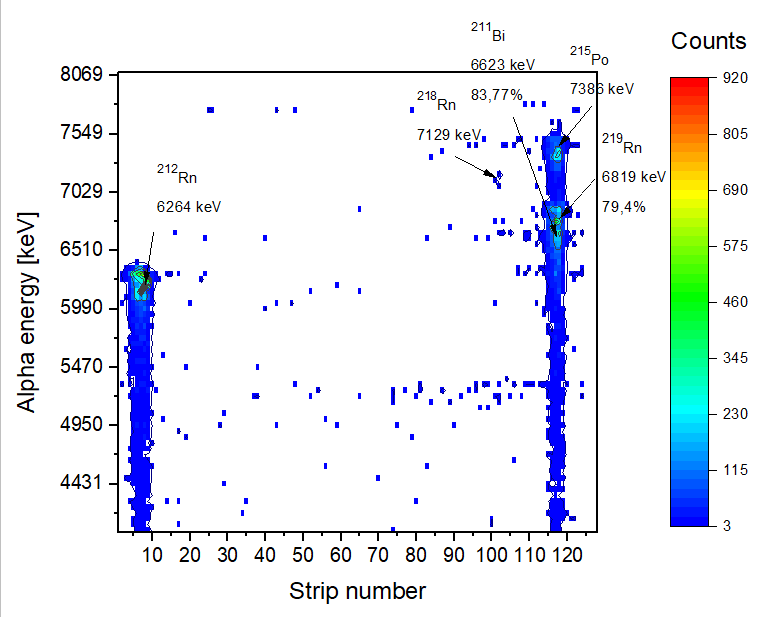 Counts
211Bi
6623 keV
83,77%
215Po
7386 keV
218Rn
7129 keV
219Rn
6819 keV
79,4%
212Rn
6264 keV
8069
7549
7029
6510
5990
5470
4950
4431
Alpha energy [keV]
10 20 30 40 50 60 70 80 90 100 110 120
Strip number
920
805
690
575
460
345
230
115
3